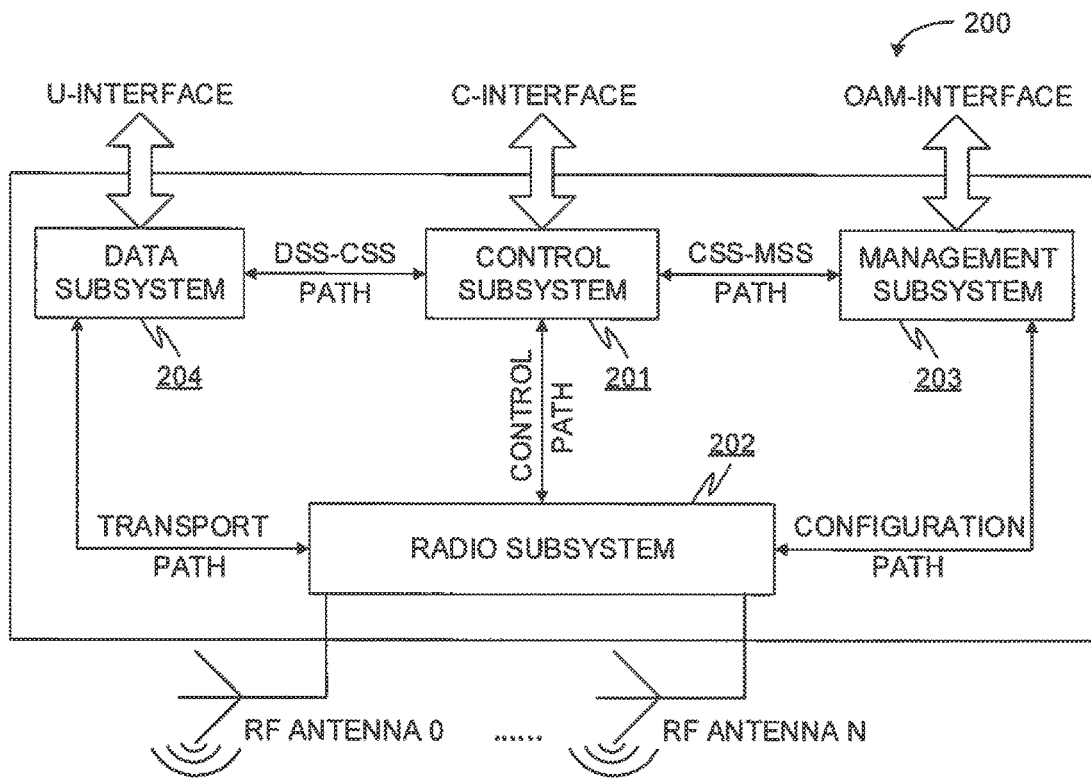 200
U-INTERFACE
C-INTERFACE
OAM-INTERFACE
DATA
SUBSYSTEM
DSS-CSS
PATH
CONTROL
SUBSYSTEM
CSS-MSS
PATH
MANAGEMENT
SUBSYSTEM
204
201
203
CONTROL
PATH
202
TRANSPORT
PATH
RADIO SUBSYSTEM
CONFIGURATION
PATH
RF ANTENNA 0
......
RF ANTENNA N